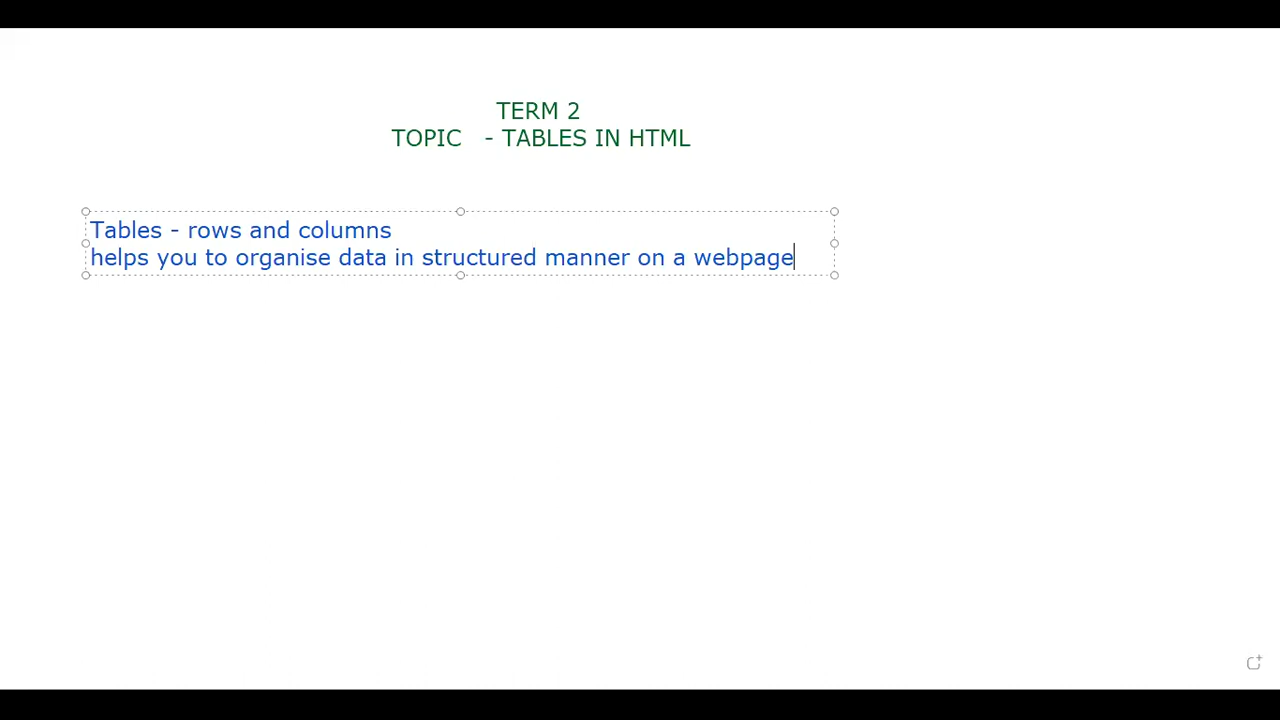 TERM 2
TOPIC   - TABLES IN HTML
Tables - rows and columns
helps you to organise data in structured manner on a webpage